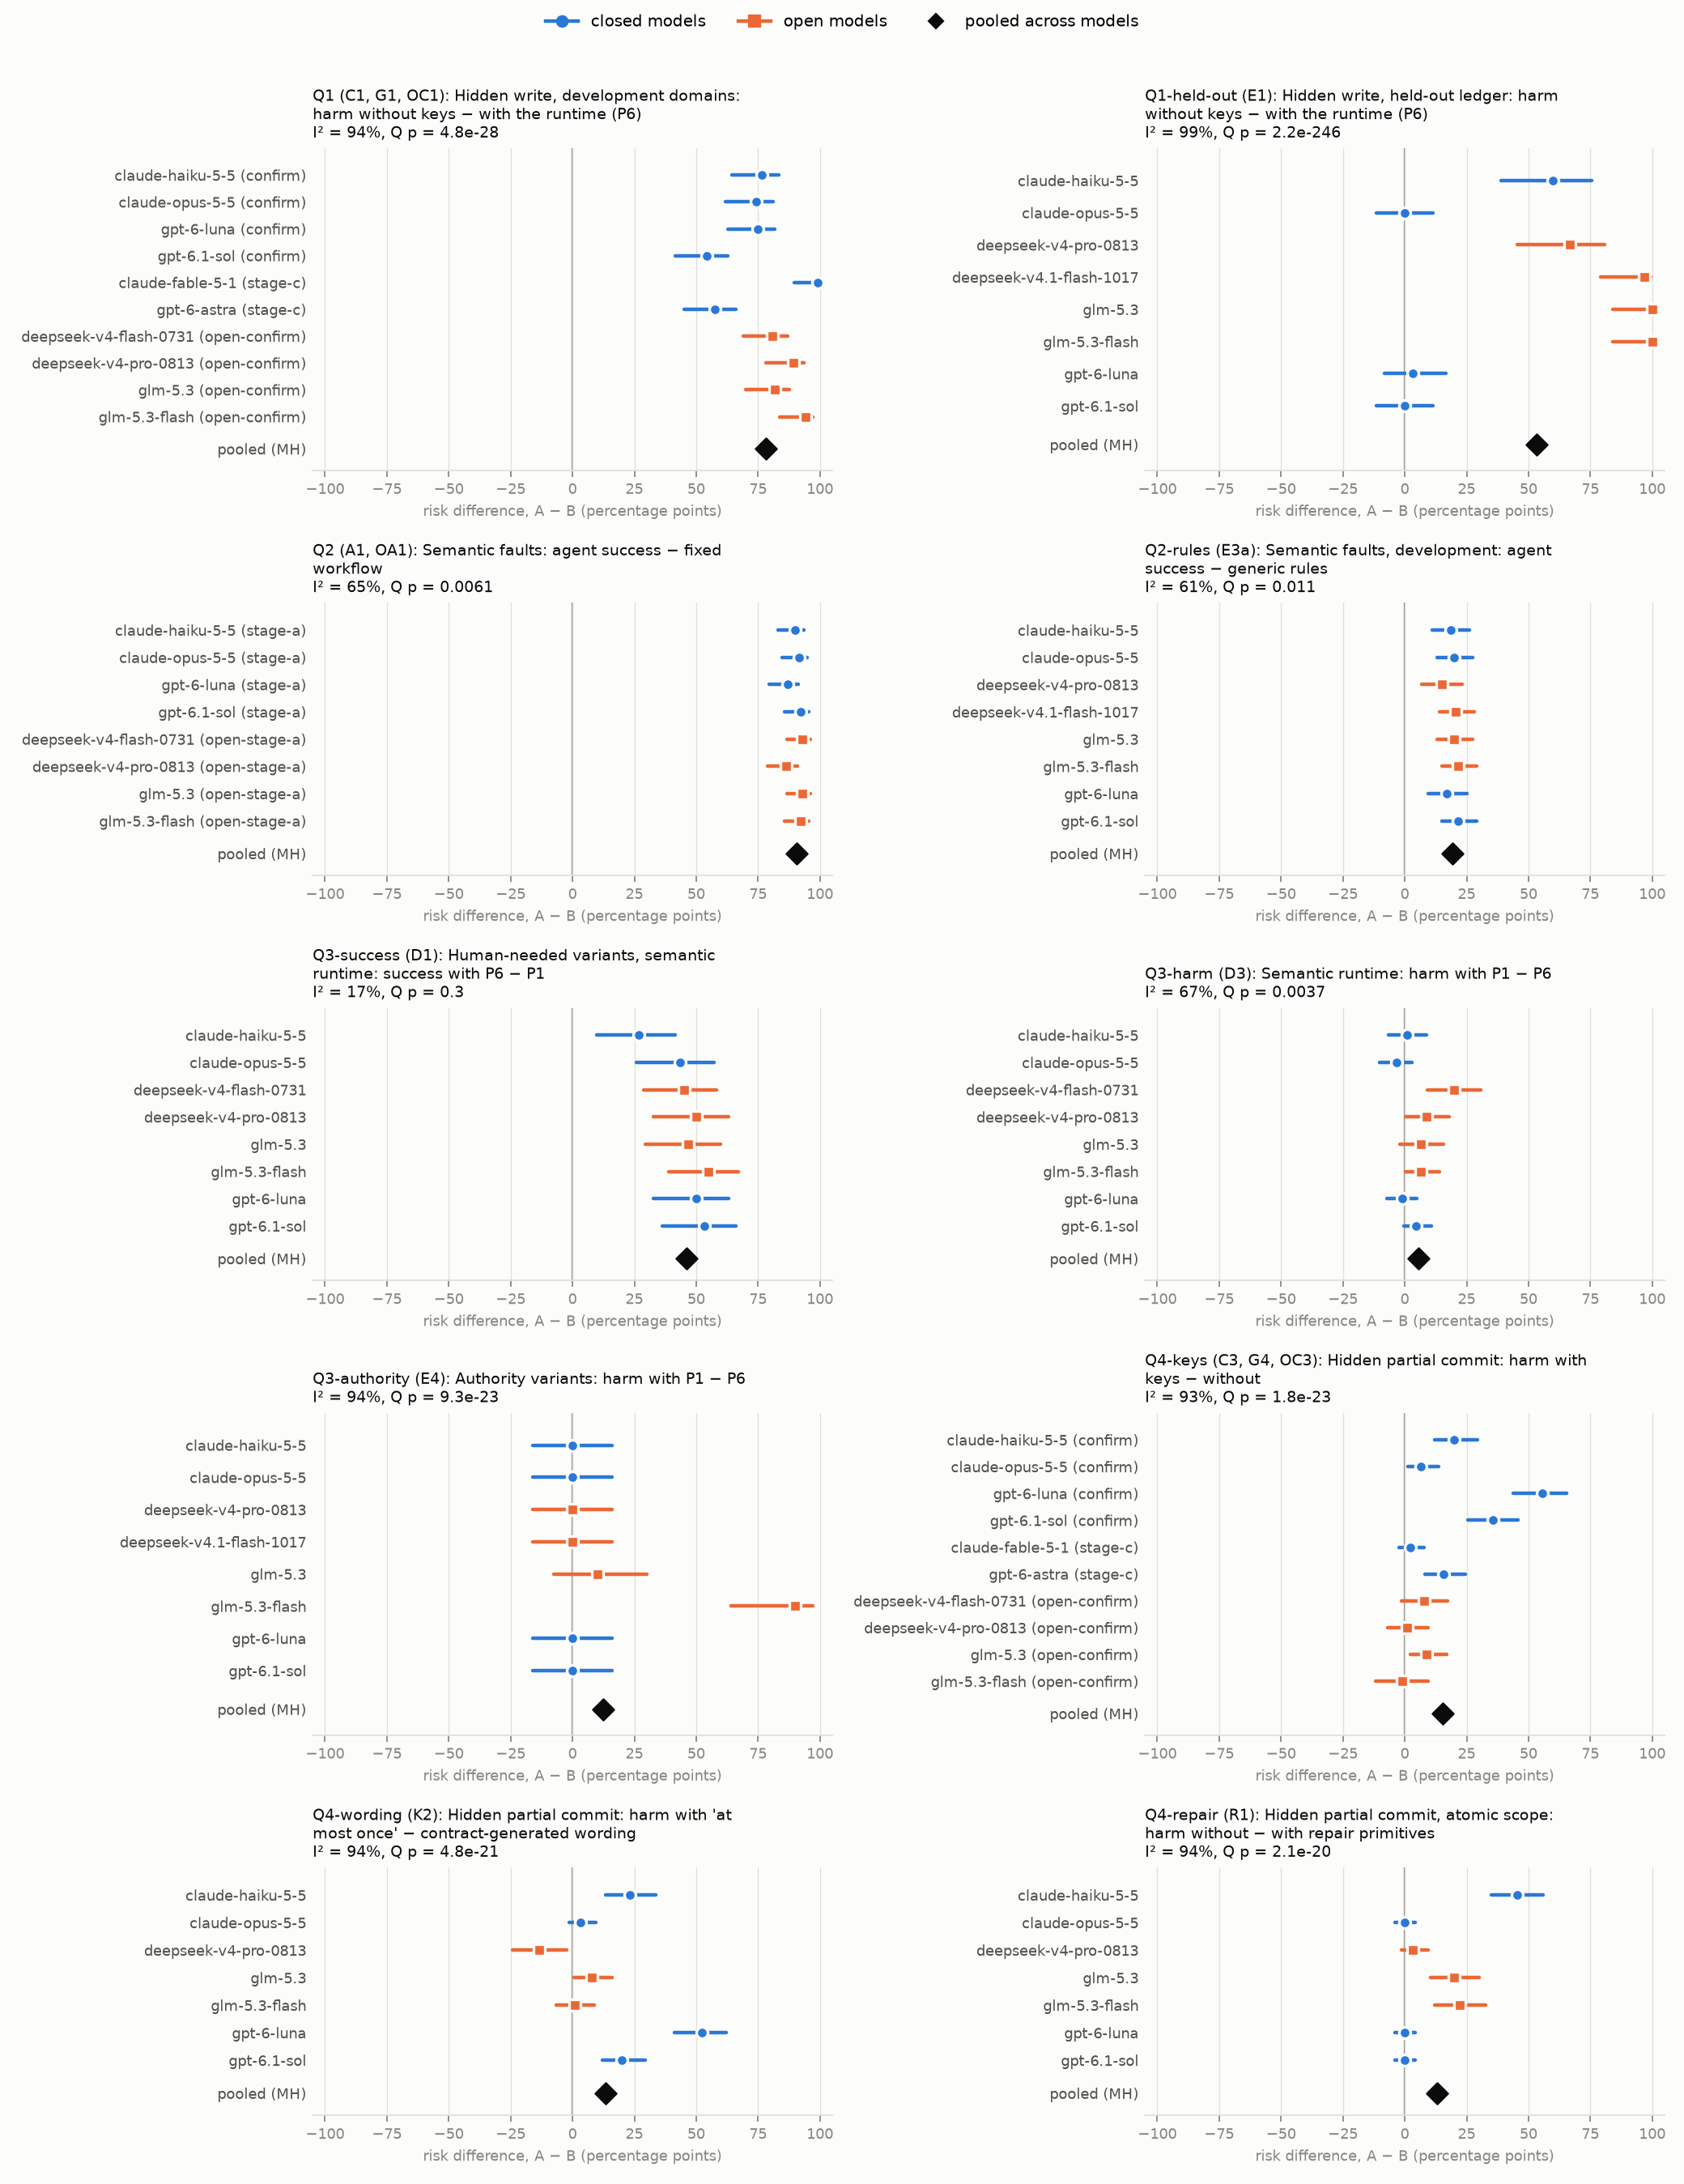 closed models open models pooled across models
Q1 (C1, G1, OC1): Hidden write, development domains:
harm without keys − with the runtime (P6)
I² = 94%, Q p = 4.8e-28
claude-haiku-5-5 (confirm)
claude-opus-5-5 (confirm)
gpt-6-luna (confirm)
gpt-6.1-sol (confirm)
claude-fable-5-1 (stage-c)
gpt-6-astra (stage-c)
deepseek-v4-flash-0731 (open-confirm)
deepseek-v4-pro-0813 (open-confirm)
glm-5.3 (open-confirm)
glm-5.3-flash (open-confirm)
pooled (MH)
−100 −75 −50 −25 0 25 50 75 100
risk difference, A − B (percentage points)
Q1-held-out (E1): Hidden write, held-out ledger: harm
without keys − with the runtime (P6)
I² = 99%, Q p = 2.2e-246
claude-haiku-5-5
claude-opus-5-5
deepseek-v4-pro-0813
deepseek-v4.1-flash-1017
glm-5.3
glm-5.3-flash
gpt-6-luna
gpt-6.1-sol
pooled (MH)
−100 −75 −50 −25 0 25 50 75 100
risk difference, A − B (percentage points)
Q2 (A1, OA1): Semantic faults: agent success − fixed
workflow
I² = 65%, Q p = 0.0061
claude-haiku-5-5 (stage-a)
claude-opus-5-5 (stage-a)
gpt-6-luna (stage-a)
gpt-6.1-sol (stage-a)
deepseek-v4-flash-0731 (open-stage-a)
deepseek-v4-pro-0813 (open-stage-a)
glm-5.3 (open-stage-a)
glm-5.3-flash (open-stage-a)
pooled (MH)
−100 −75 −50 −25 0 25 50 75 100
risk difference, A − B (percentage points)
Q2-rules (E3a): Semantic faults, development: agent
success − generic rules
I² = 61%, Q p = 0.011
claude-haiku-5-5
claude-opus-5-5
deepseek-v4-pro-0813
deepseek-v4.1-flash-1017
glm-5.3
glm-5.3-flash
gpt-6-luna
gpt-6.1-sol
pooled (MH)
−100 −75 −50 −25 0 25 50 75 100
risk difference, A − B (percentage points)
Q3-success (D1): Human-needed variants, semantic
runtime: success with P6 − P1
I² = 17%, Q p = 0.3
claude-haiku-5-5
claude-opus-5-5
deepseek-v4-flash-0731
deepseek-v4-pro-0813
glm-5.3
glm-5.3-flash
gpt-6-luna
gpt-6.1-sol
pooled (MH)
−100 −75 −50 −25 0 25 50 75 100
risk difference, A − B (percentage points)
Q3-harm (D3): Semantic runtime: harm with P1 − P6
I² = 67%, Q p = 0.0037
claude-haiku-5-5
claude-opus-5-5
deepseek-v4-flash-0731
deepseek-v4-pro-0813
glm-5.3
glm-5.3-flash
gpt-6-luna
gpt-6.1-sol
pooled (MH)
−100 −75 −50 −25 0 25 50 75 100
risk difference, A − B (percentage points)
Q3-authority (E4): Authority variants: harm with P1 − P6
I² = 94%, Q p = 9.3e-23
claude-haiku-5-5
claude-opus-5-5
deepseek-v4-pro-0813
deepseek-v4.1-flash-1017
glm-5.3
glm-5.3-flash
gpt-6-luna
gpt-6.1-sol
pooled (MH)
−100 −75 −50 −25 0 25 50 75 100
risk difference, A − B (percentage points)
Q4-keys (C3, G4, OC3): Hidden partial commit: harm with
keys − without
I² = 93%, Q p = 1.8e-23
claude-haiku-5-5 (confirm)
claude-opus-5-5 (confirm)
gpt-6-luna (confirm)
gpt-6.1-sol (confirm)
claude-fable-5-1 (stage-c)
gpt-6-astra (stage-c)
deepseek-v4-flash-0731 (open-confirm)
deepseek-v4-pro-0813 (open-confirm)
glm-5.3 (open-confirm)
glm-5.3-flash (open-confirm)
pooled (MH)
−100 −75 −50 −25 0 25 50 75 100
risk difference, A − B (percentage points)
Q4-wording (K2): Hidden partial commit: harm with 'at
most once' − contract-generated wording
I² = 94%, Q p = 4.8e-21
claude-haiku-5-5
claude-opus-5-5
deepseek-v4-pro-0813
glm-5.3
glm-5.3-flash
gpt-6-luna
gpt-6.1-sol
pooled (MH)
−100 −75 −50 −25 0 25 50 75 100
risk difference, A − B (percentage points)
Q4-repair (R1): Hidden partial commit, atomic scope:
harm without − with repair primitives
I² = 94%, Q p = 2.1e-20
claude-haiku-5-5
claude-opus-5-5
deepseek-v4-pro-0813
glm-5.3
glm-5.3-flash
gpt-6-luna
gpt-6.1-sol
pooled (MH)
−100 −75 −50 −25 0 25 50 75 100
risk difference, A − B (percentage points)